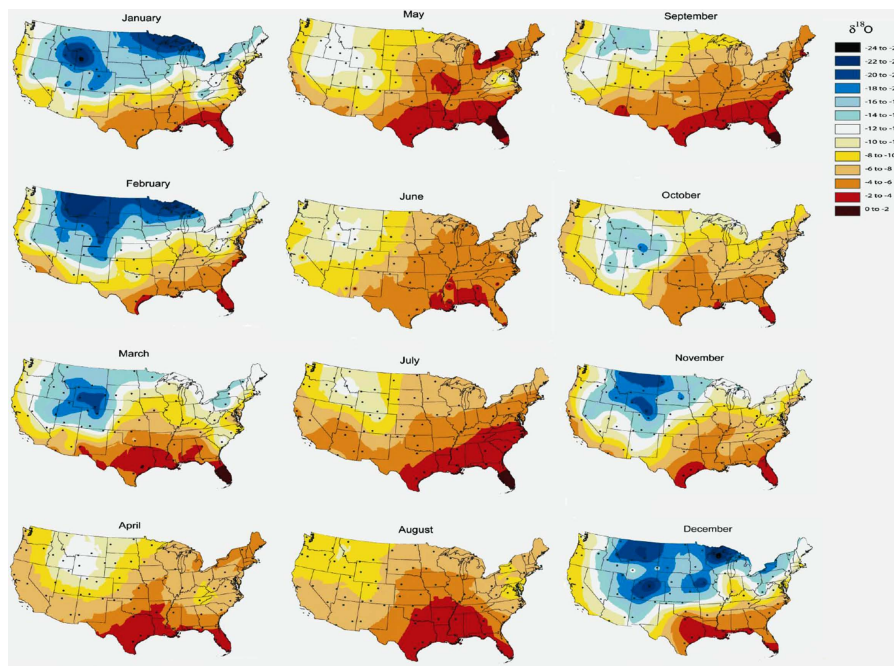 January
May
September
δ¹⁸O
-24 to -2
-22 to -2
-20 to -2
-18 to -2
-16 to -1
-14 to -1
-12 to -1
-10 to -1
-8 to -10
-6 to -8
-4 to -6
-2 to -4
0 to -2
February
June
October
March
July
November
April
August
December